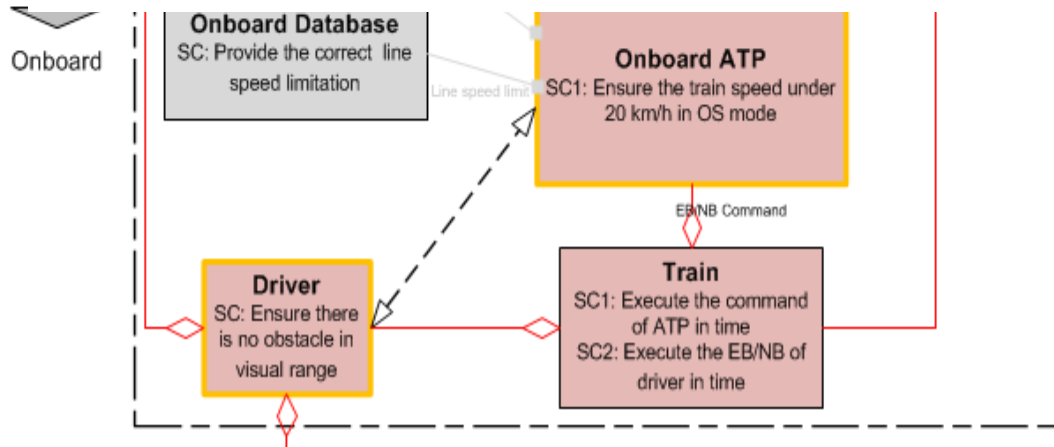 Onboard
Onboard Database
SC: Provide the correct line
speed limitation
Line speed limit
Onboard ATP
SC1: Ensure the train speed under
20 km/h in OS mode
EB/NB Command
Driver
SC: Ensure there
is no obstacle in
visual range
Train
SC1: Execute the command
of ATP in time
SC2: Execute the EB/NB of
driver in time